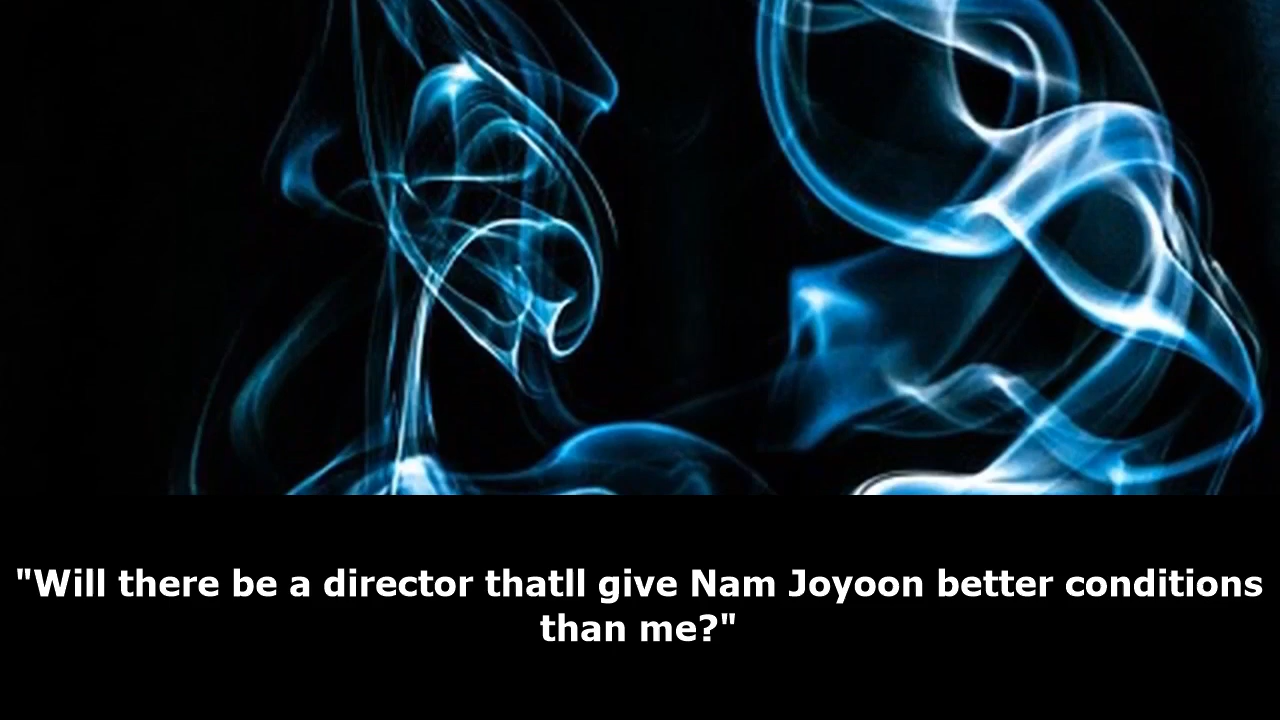 "Will there be a director thatll give Nam Joyoon better conditions
than me?"